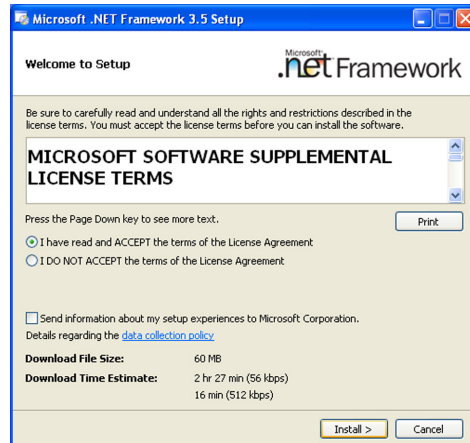 Microsoft .NET Framework 3.5 Setup
Welcome to Setup
Microsoft
.net Framework
Be sure to carefully read and understand all the rights and restrictions described in the
license terms. You must accept the license terms before you can install the software.
MICROSOFT SOFTWARE SUPPLEMENTAL
LICENSE TERMS
Press the Page Down key to see more text.
Print
I have read and ACCEPT the terms of the License Agreement
I DO NOT ACCEPT the terms of the License Agreement
Send information about my setup experiences to Microsoft Corporation.
Details regarding the data collection policy
Download File Size: 60 MB
Download Time Estimate: 2 hr 27 min (56 kbps)
16 min (512 kbps)
Install > Cancel